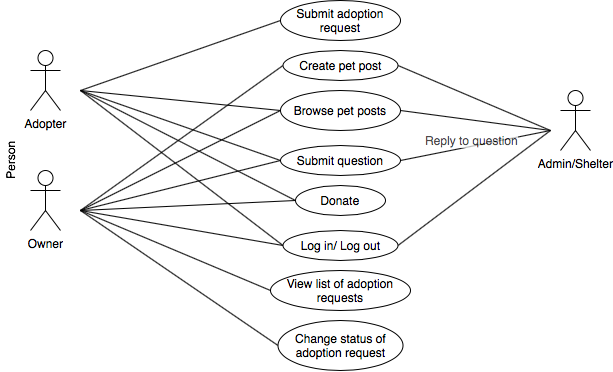 Submit adoption
request
Create pet post
Browse pet posts
Adopter
Reply to question
Submit question
Admin/Shelter
Person
Donate
Owner
Log in/ Log out
View list of adoption
requests
Change status of
adoption request